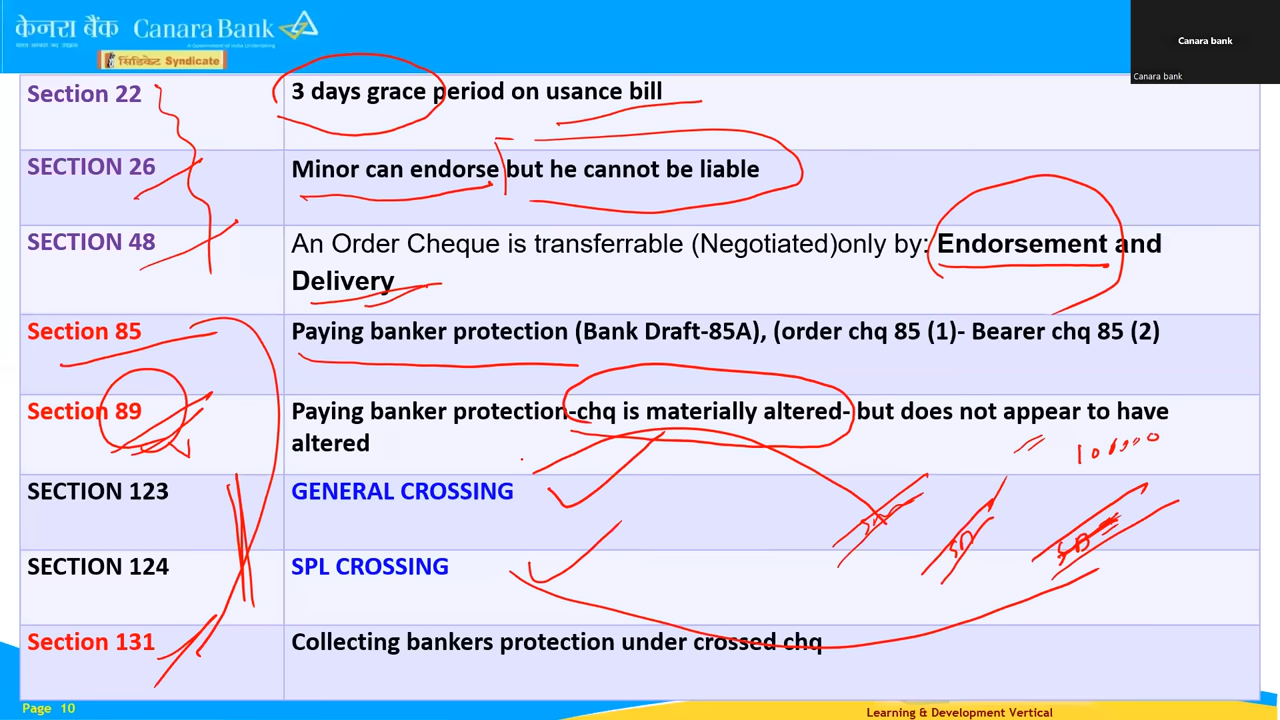 केनरा बैंक Canara Bank
A Government of India Undertaking
सिंडिकेट Syndicate
Canara bank
Canara bank
Section 22 3 days grace period on usance bill
SECTION 26 Minor can endorse but he cannot be liable
SECTION 48 An Order Cheque is transferrable (Negotiated)only by: Endorsement and
Delivery
Section 85 Paying banker protection (Bank Draft-85A), (order chq 85 (1)- Bearer chq 85 (2)
Section 89 Paying banker protection-chq is materially altered- but does not appear to have
altered
SECTION 123 GENERAL CROSSING
SECTION 124 SPL CROSSING
Section 131 Collecting bankers protection under crossed chq
Page 10
Learning & Development Vertical